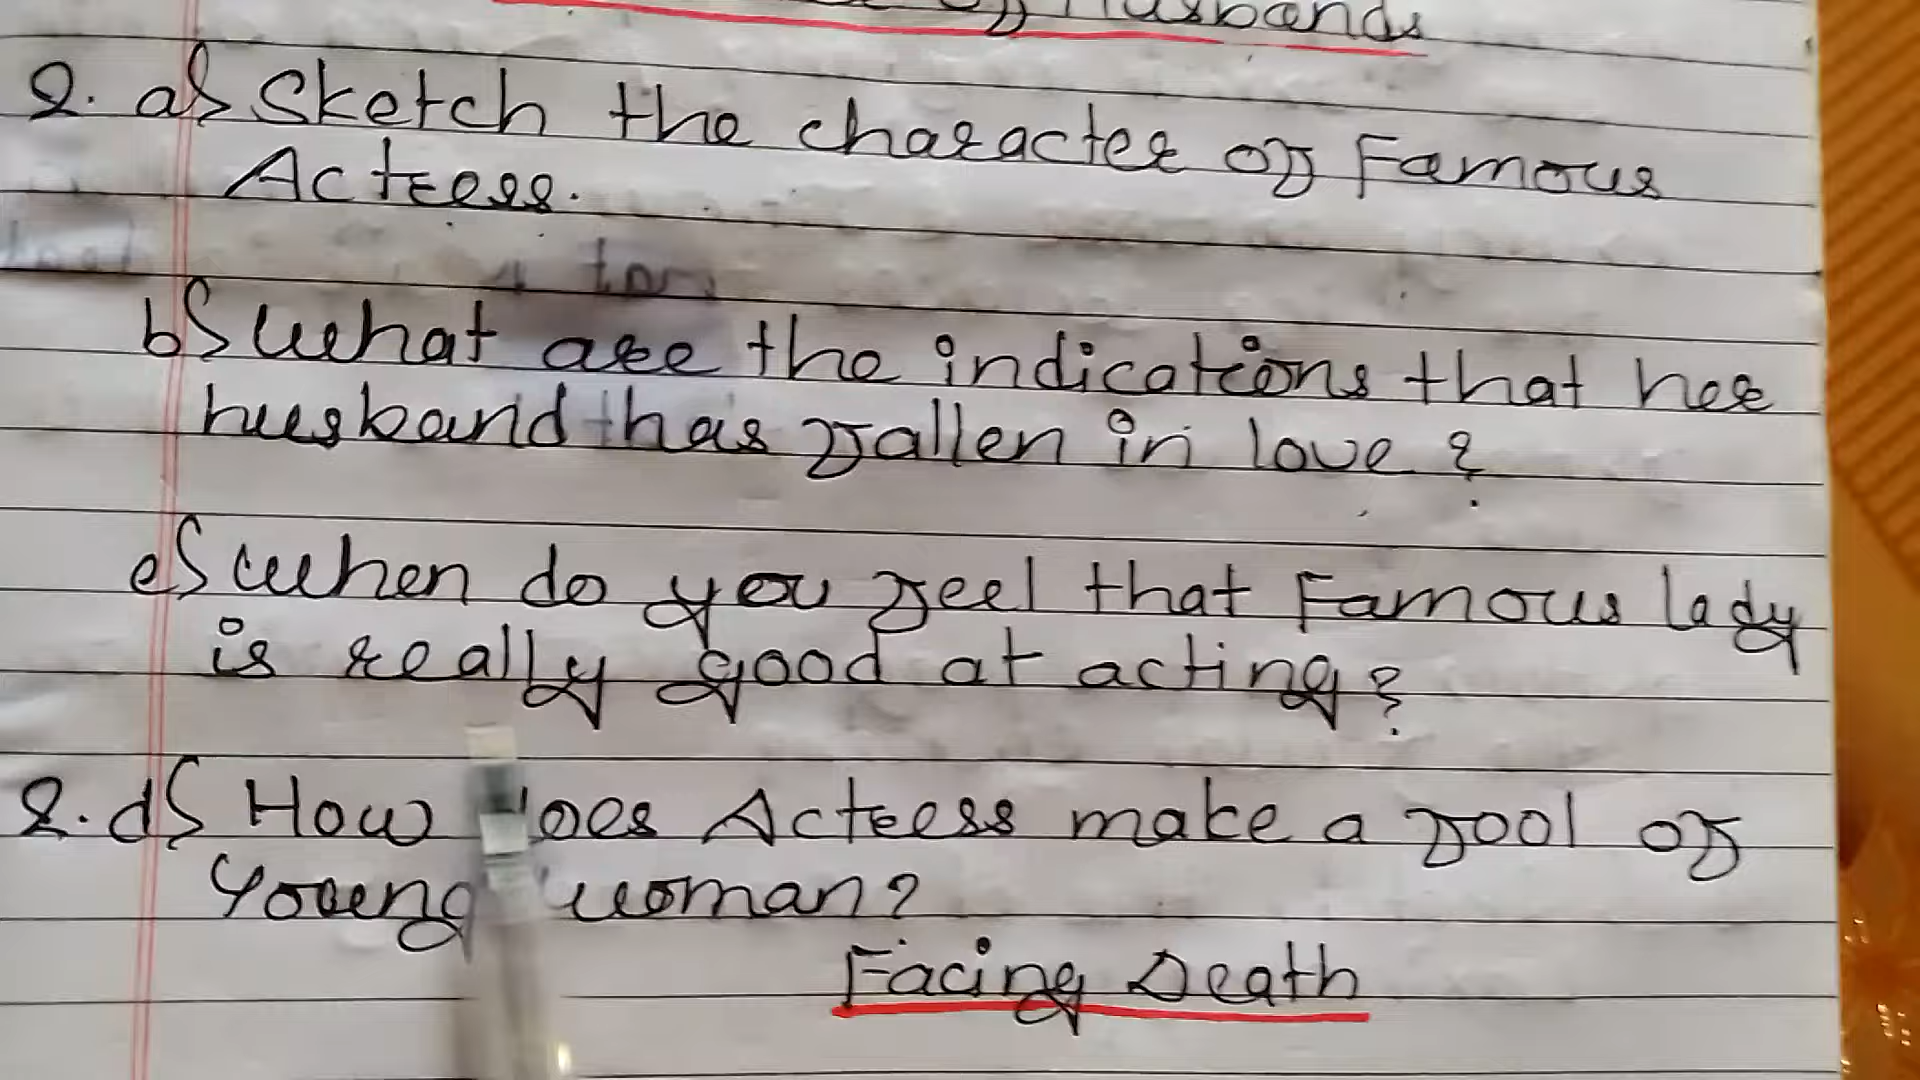 of Husbands
2. a) Sketch the character of Famous
Actress.
b) what are the indications that her
husband has fallen in love?
c) when do you feel that Famous lady
is really good at acting?
2. d) How does Actress make a fool of
Young woman?
Facing Death